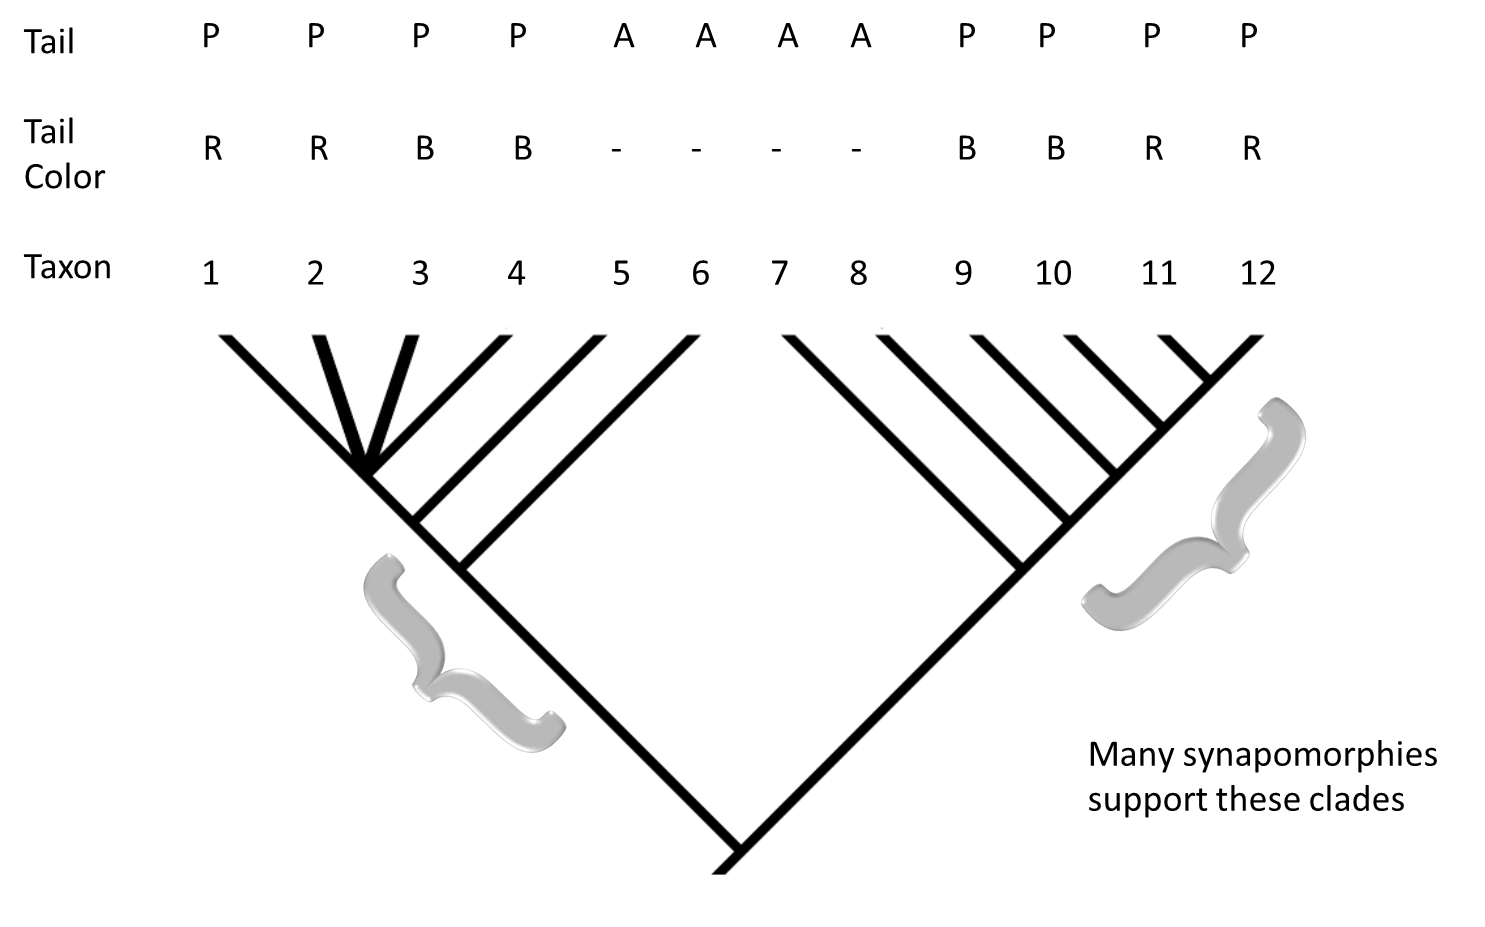 Tail P P P P A A A A P P P P
Tail
Color R R B B - - - - B B R R
Taxon 1 2 3 4 5 6 7 8 9 10 11 12
Many synapomorphies
support these clades